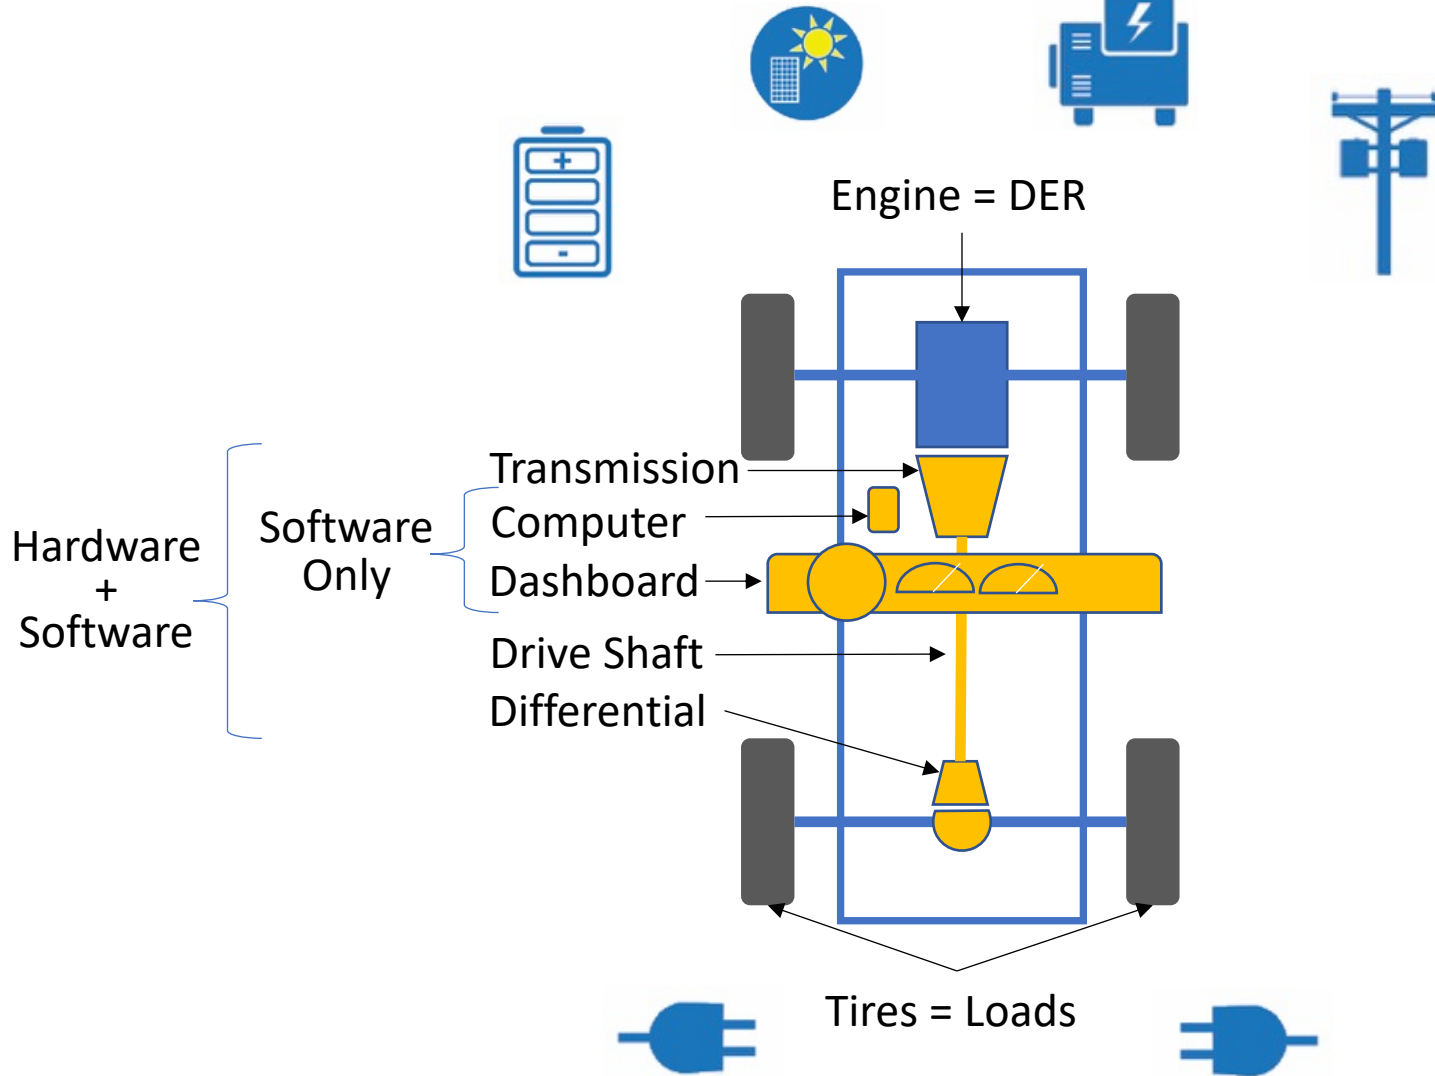 +
-
Engine = DER
Transmission
Computer
Dashboard
Drive Shaft
Differential
Software
Only
Hardware
+
Software
Tires = Loads